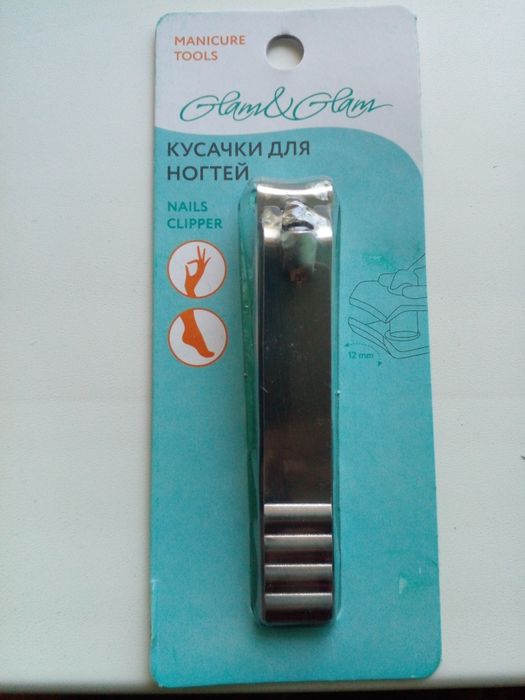 MANICURE
TOOLS
Glam&Glam
КУСАЧКИ ДЛЯ
НОГТЕЙ
NAILS
CLIPPER
12 mm